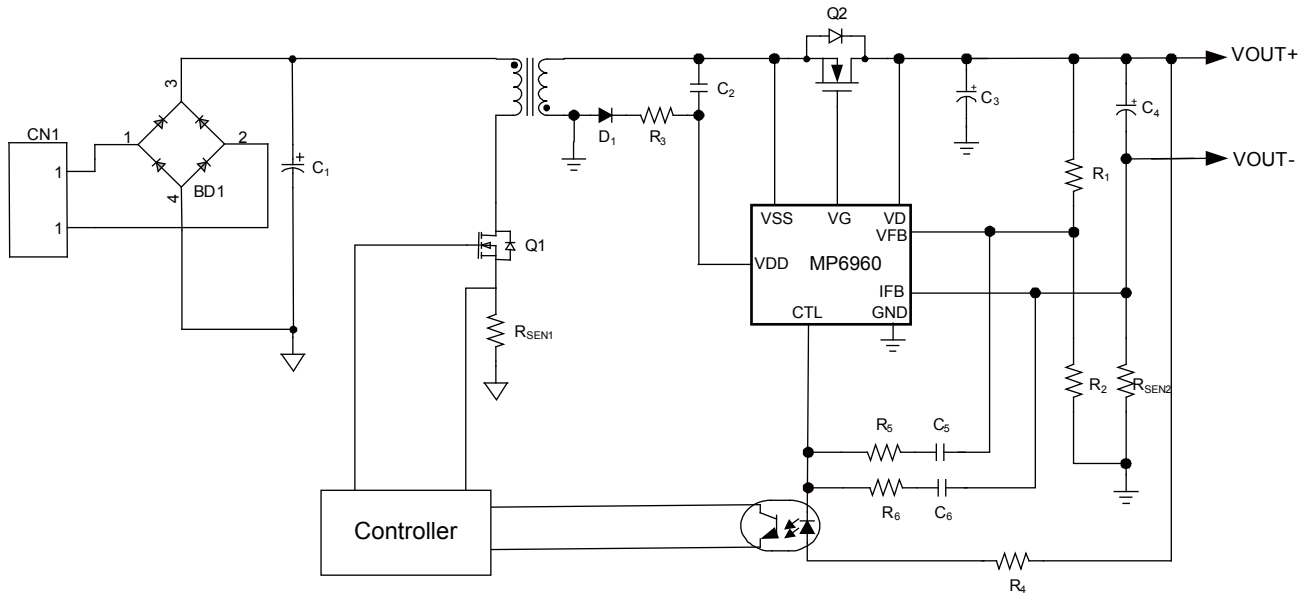 Q2
VOUT+
3
C2
C3
C4
CN1
1
2
D1
R3
VOUT-
1
+
C1
BD1
R1
4
VSS
VG
VD
1
VFB
Q1
VDD
MP6960
IFB
CTL
GND
RSEN1
R2
RSEN2
R5
C5
R6
C6
Controller
R4